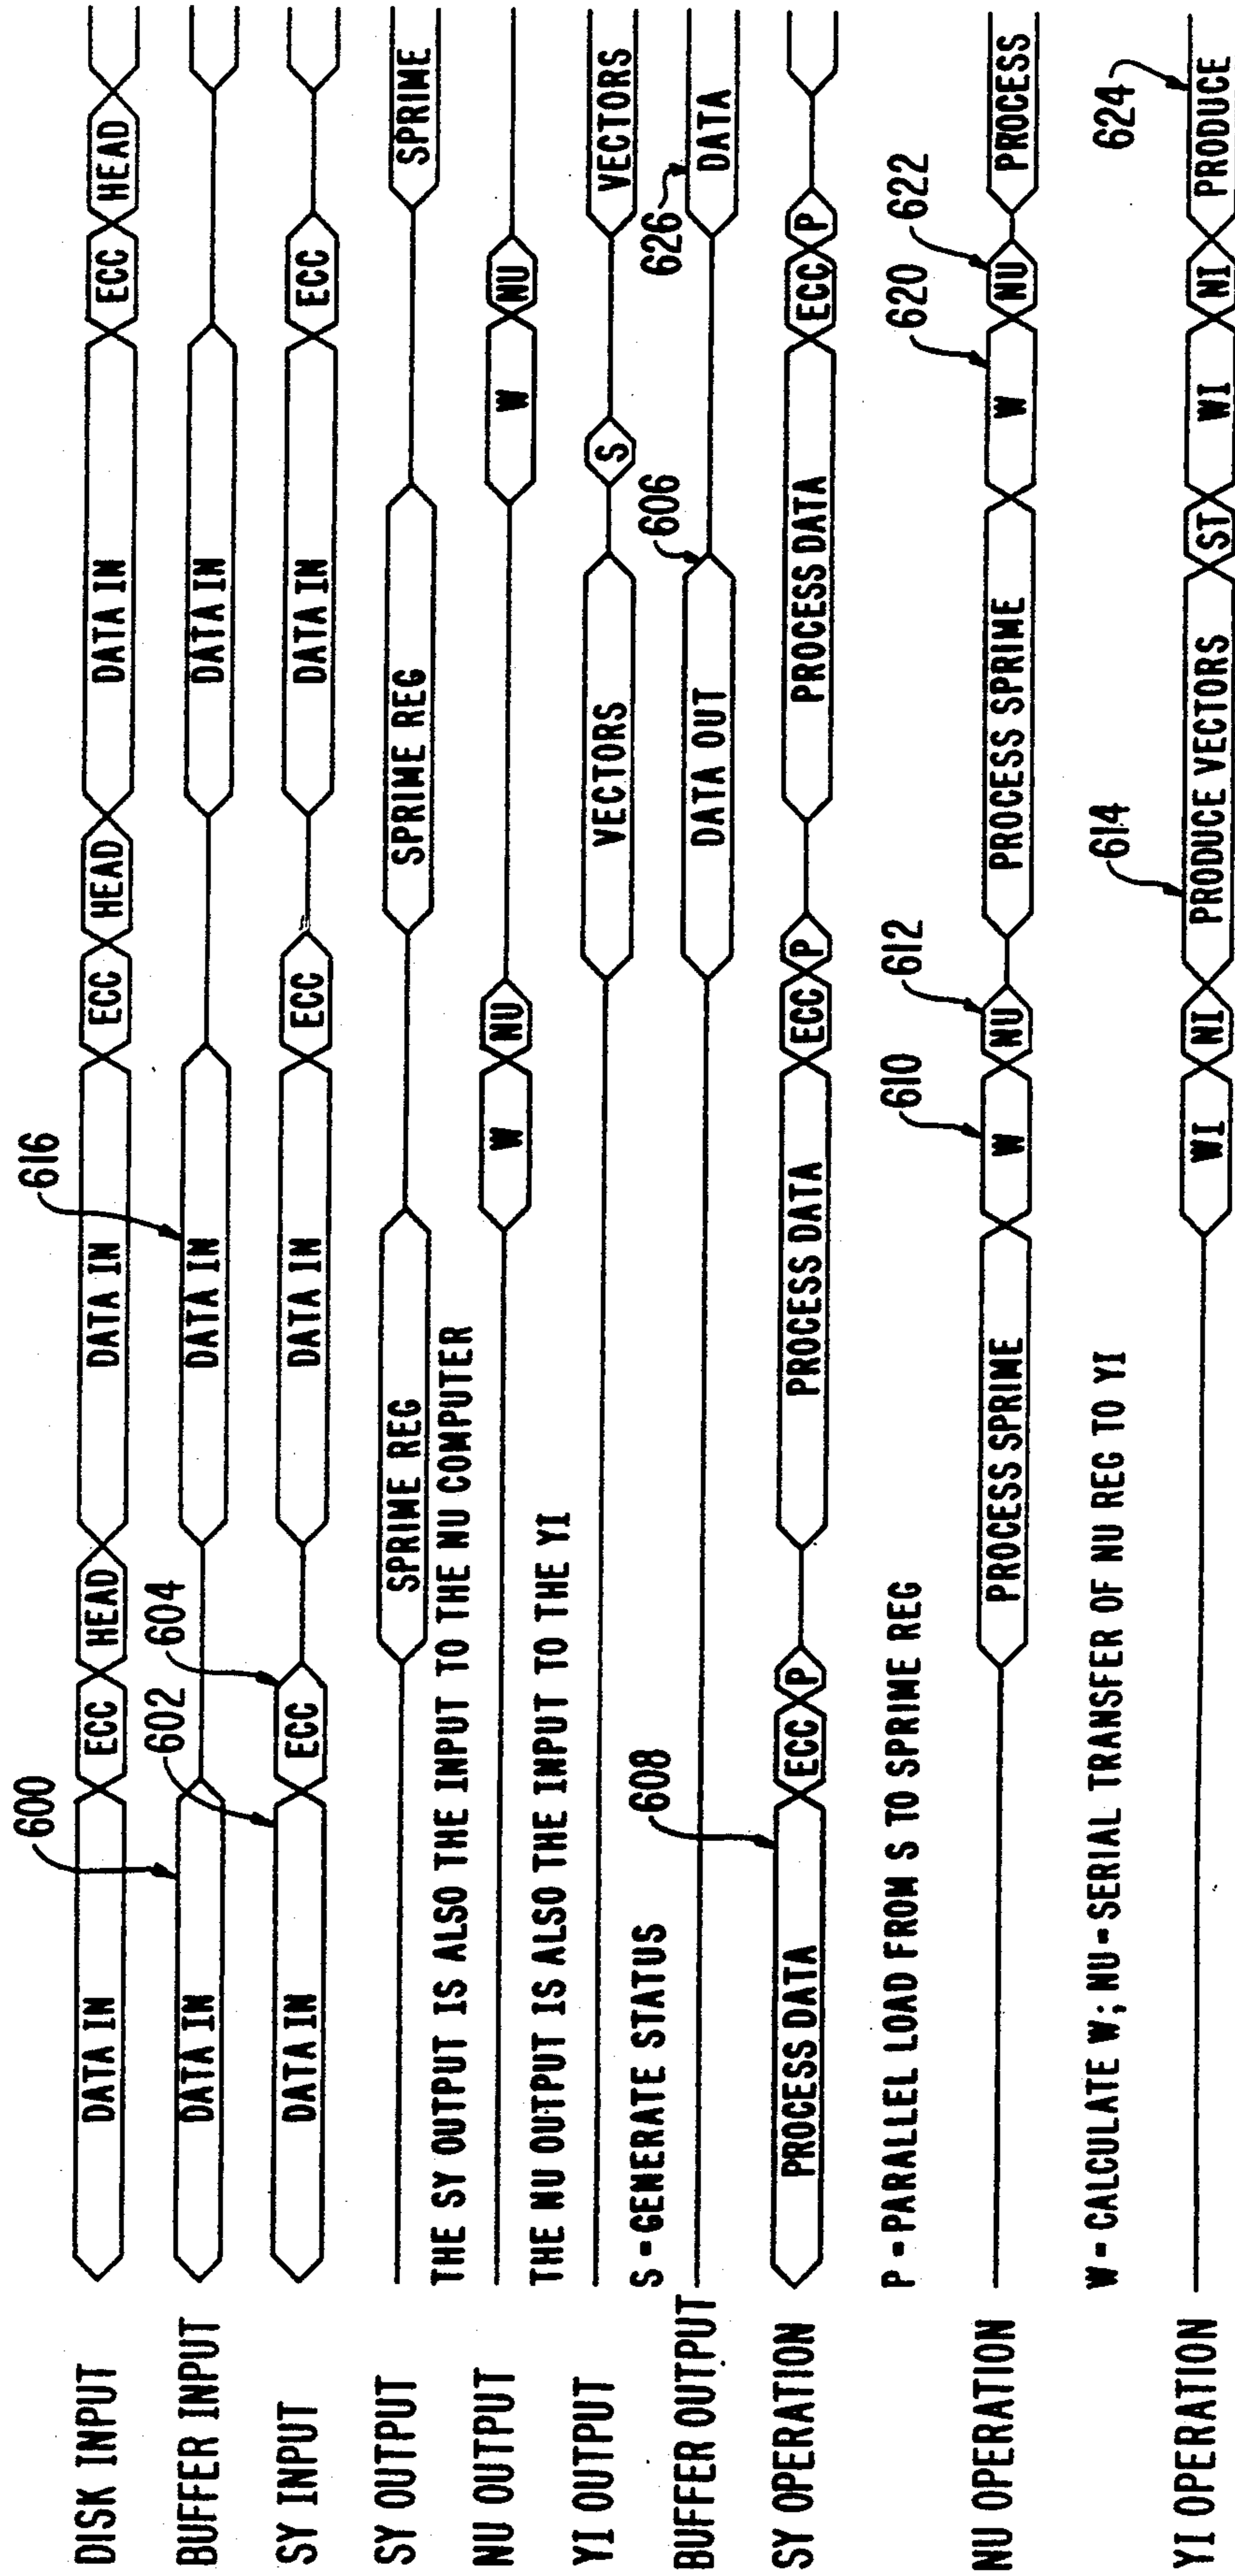 616
600
DISK INPUT DATA IN ECC HEAD DATA IN ECC HEAD DATA IN ECC HEAD
602 604
BUFFER INPUT DATA IN DATA IN DATA IN
SY INPUT DATA IN ECC DATA IN ECC DATA IN ECC
SY OUTPUT SPRIME REG SPRIME REG SPRIME
THE SY OUTPUT IS ALSO THE INPUT TO THE NU COMPUTER
NU OUTPUT W NU W NU
THE NU OUTPUT IS ALSO THE INPUT TO THE YI
YI OUTPUT VECTORS S VECTORS
S = GENERATE STATUS
608 606 626
BUFFER OUTPUT DATA OUT DATA
SY OPERATION PROCESS DATA ECC P PROCESS DATA ECC P PROCESS DATA ECC P
P = PARALLEL LOAD FROM S TO SPRIME REG
610 612 620 622
NU OPERATION PROCESS SPRIME W NU PROCESS SPRIME W NU PROCESS
W = CALCULATE W; NU = SERIAL TRANSFER OF NU REG TO YI
614 624
YI OPERATION WI NI PRODUCE VECTORS ST WI NI PRODUCE